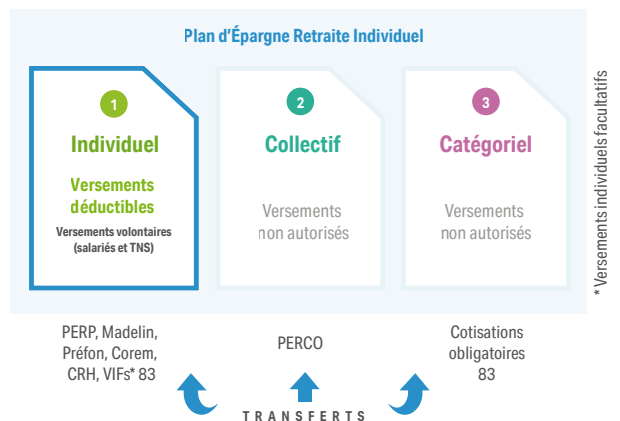 Plan d'Épargne Retraite Individuel
1
Individuel
Versements
déductibles
Versements volontaires
(salariés et TNS)
2
Collectif
Versements
non autorisés
3
Catégoriel
Versements
non autorisés
* Versements individuels facultatifs
PERP, Madelin,
Préfon, Corem,
CRH, VIFs* 83
PERCO
Cotisations
obligatoires
83
TRANSFERTS